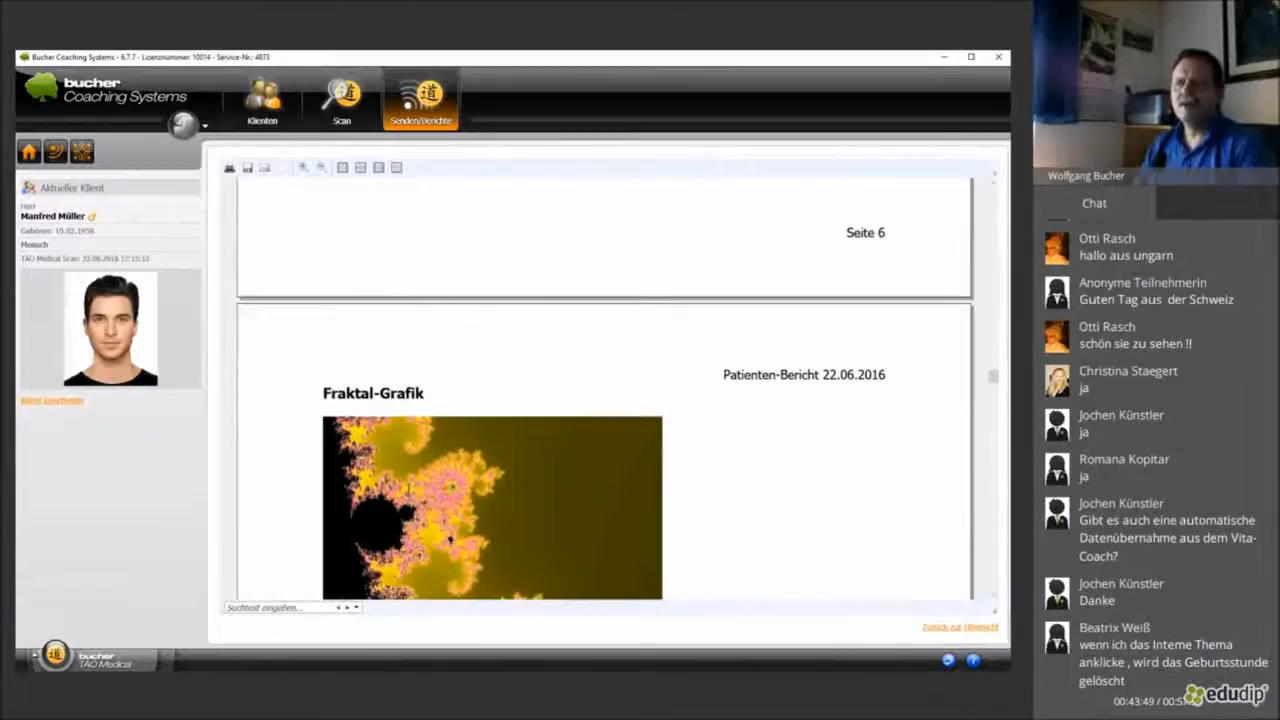 Bucher Coaching Systems - 6.7.7 - Lizenznummer: 10014 - Service-Nr.: 4873
bucher
Coaching Systems
Klienten
Scan
Senden/Berichte
Aktueller Klient
Herr
Manfred Müller
Geboren: 15.02.1958
Mensch
TAO Medical Scan: 22.06.2016 17:15:13
Seite 6
Patienten-Bericht 22.06.2016
Fraktal-Grafik
Suchtext eingeben...
Zurück zur Übersicht
bucher
TAO Medical
Wolfgang Bucher
Chat
Otti Rasch
hallo aus ungarn
Anonyme Teilnehmerin
Guten Tag aus der Schweiz
Otti Rasch
schön sie zu sehen !!
Christina Staegert
ja
Jochen Künstler
ja
Romana Kopitar
ja
Jochen Künstler
Gibt es auch eine automatische
Datenübernahme aus dem Vita-
Coach?
Jochen Künstler
Danke
Beatrix Weiß
wenn ich das Interne Thema
anklicke , wird das Geburtsstunde
gelöscht
00:43:49
edudip